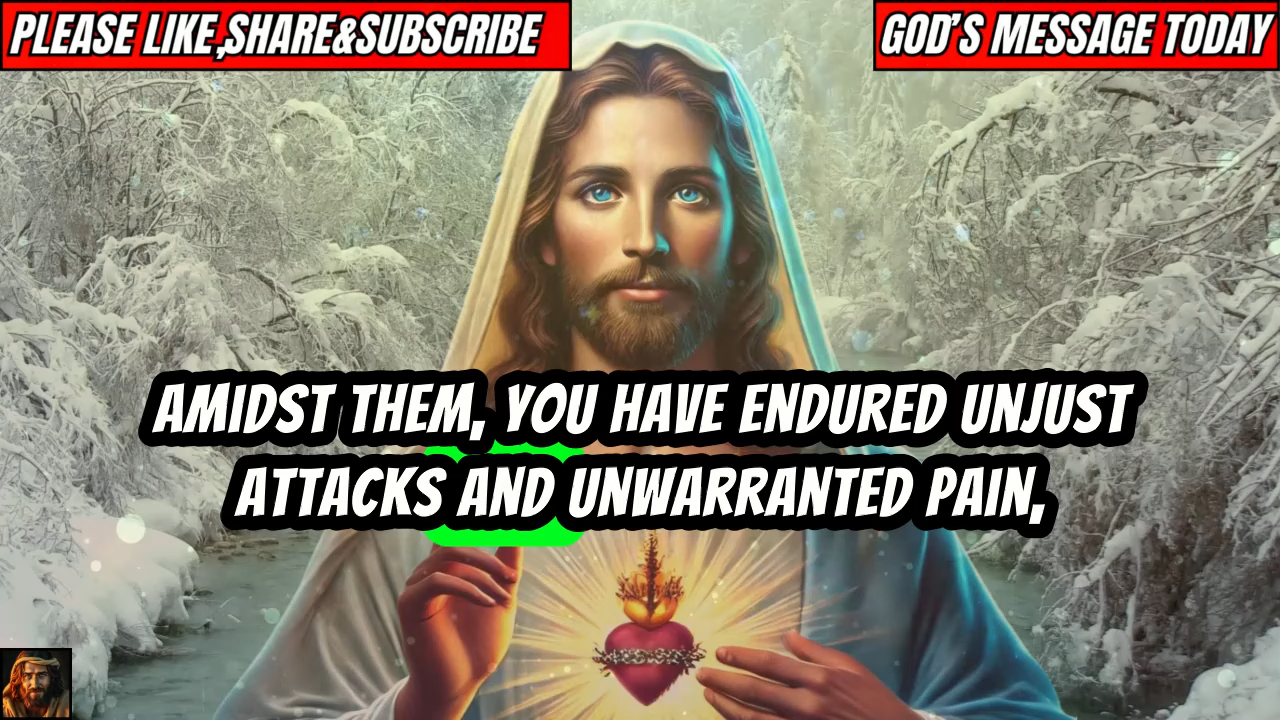 PLEASE LIKE,SHARE&SUBSCRIBE
GOD'S MESSAGE TODAY
AMIDST THEM, YOU HAVE ENDURED UNJUST
ATTACKS AND UNWARRANTED PAIN,